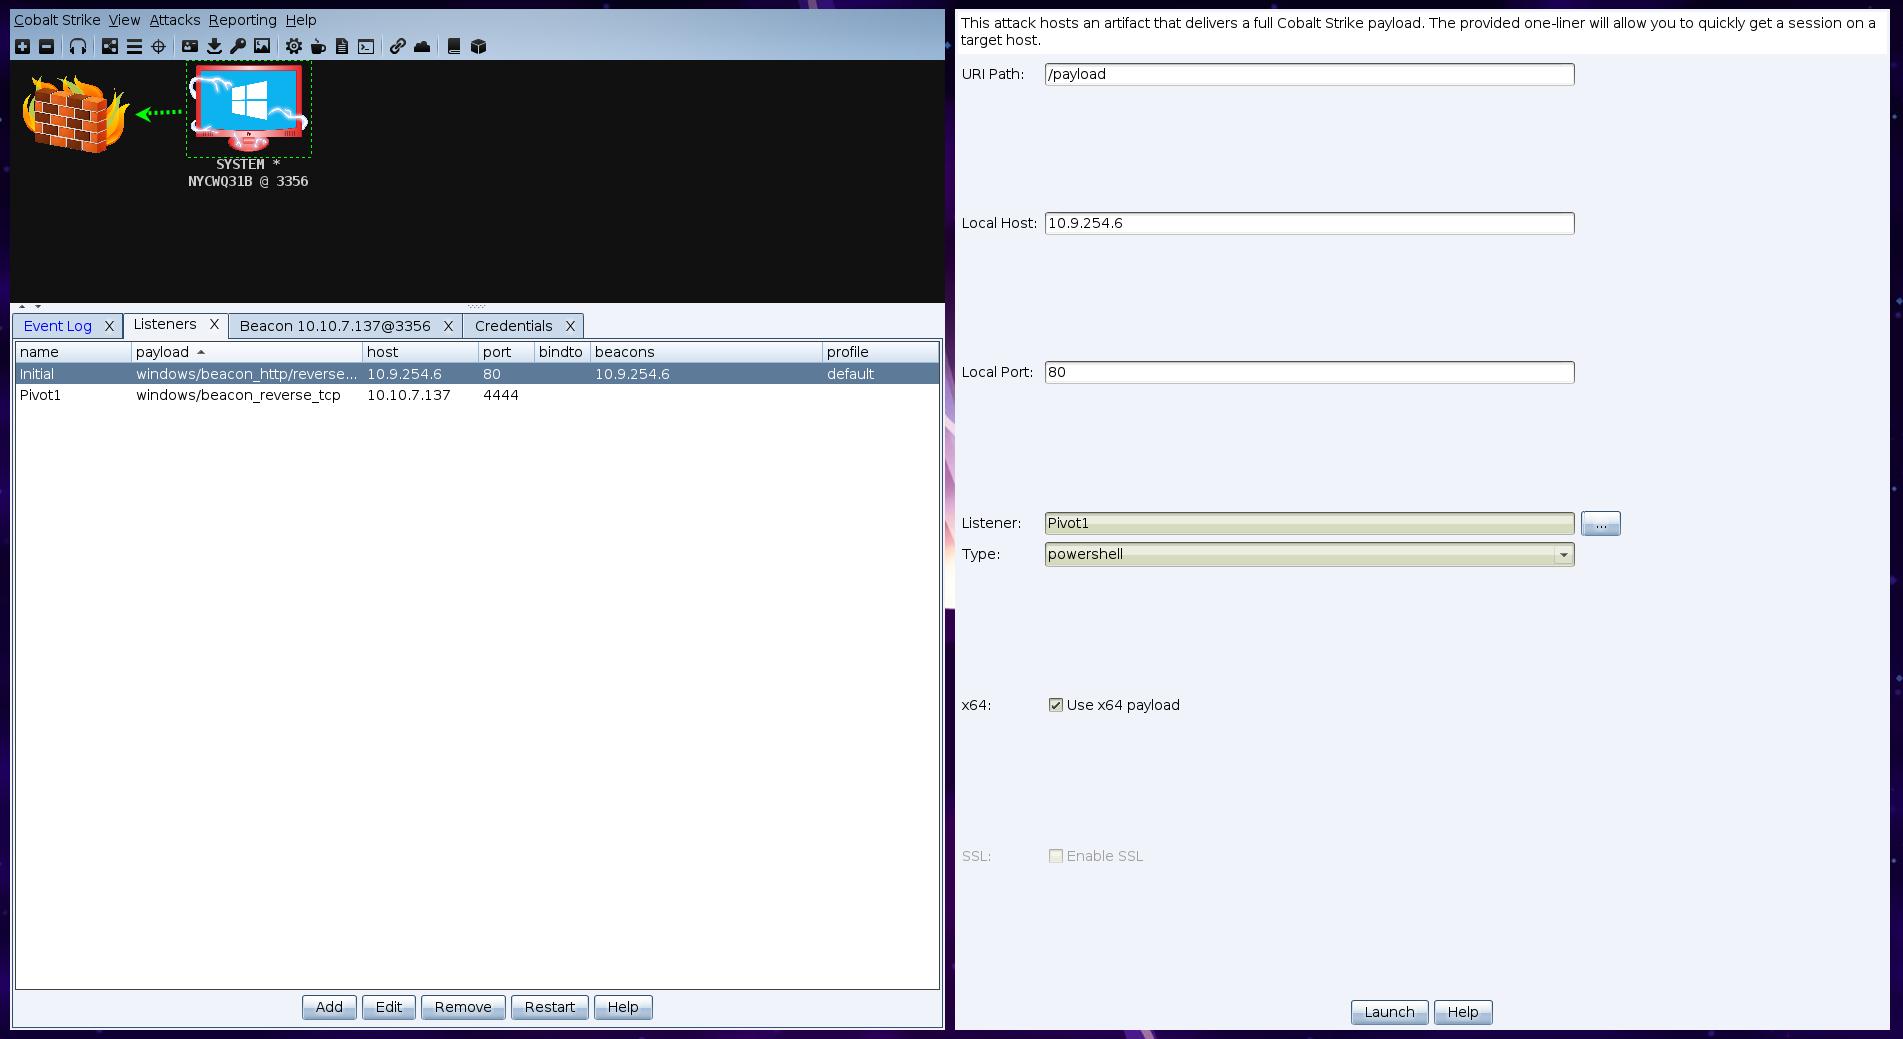 Cobalt Strike View Attacks Reporting Help
SYSTEM *
NYCWQ31B @ 3356
Event Log X Listeners X Beacon 10.10.7.137@3356 X Credentials X
name payload host port bindto beacons profile
Initial windows/beacon_http/reverse... 10.9.254.6 80 10.9.254.6 default
Pivot1 windows/beacon_reverse_tcp 10.10.7.137 4444
Add Edit Remove Restart Help
This attack hosts an artifact that delivers a full Cobalt Strike payload. The provided one-liner will allow you to quickly get a session on a
target host.
URI Path: /payload
Local Host: 10.9.254.6
Local Port: 80
Listener: Pivot1 ...
Type: powershell
x64: Use x64 payload
SSL: Enable SSL
Launch Help